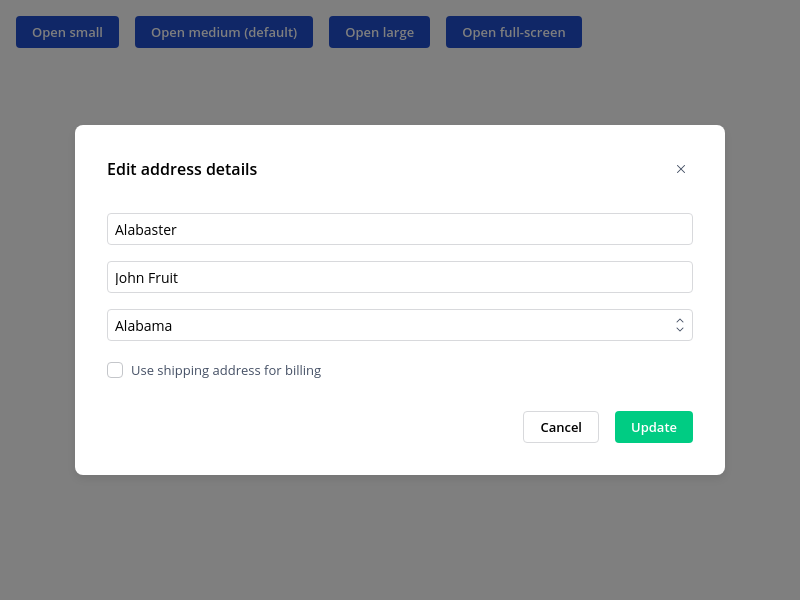 Open small Open medium (default) Open large Open full-screen
Edit address details
Alabaster
John Fruit
Alabama
Use shipping address for billing
Cancel Update